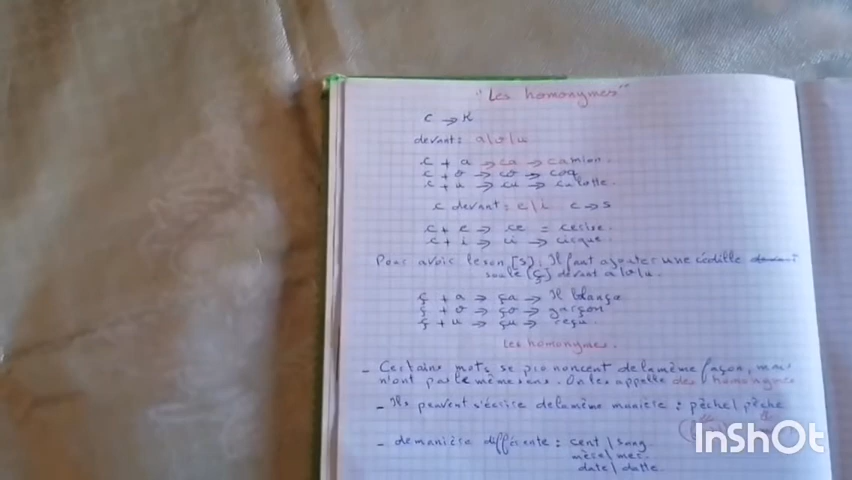 "Les homonymes"
c → K
devant: a/o/u
c + a → ca → camion.
c + o → co → coq
c + u → cu → culotte.
c devant: e/i c → s
c + e → ce = cerise.
c + i → ci → cirque.
Pour avoir le son [s]. Il faut ajouter une cédille
sous le (ç) devant a/o/u.
ç + a → ça → Il
ç + o → ço → garçon
ç + u → çu → reçu.
Les homonymes.
- Certains mots se prononcent de la même façon, mais
n'ont pas le même sens. On les appelle des homonymes
- Ils peuvent s'écrire de la même manière : pêche/pêche
- de manière différente : cent/sang
mère/mer.
date/datte
InShOt